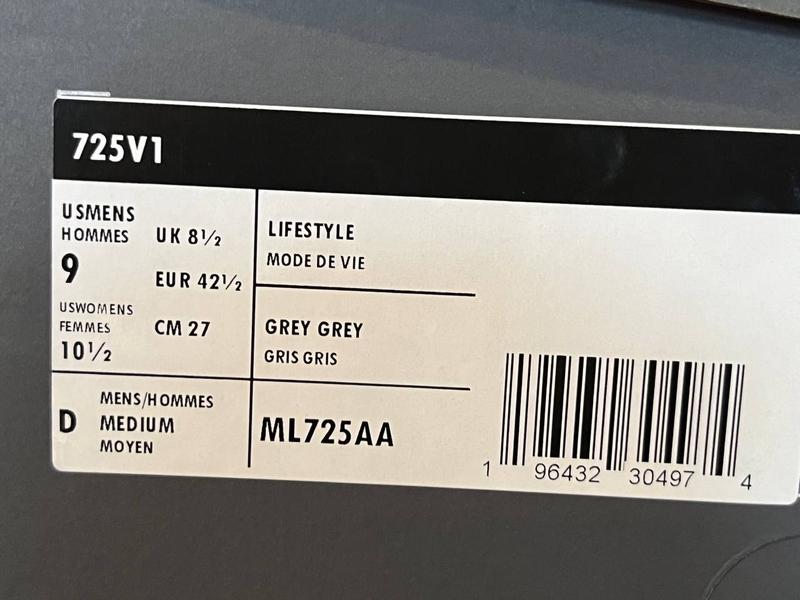 725V1
USMENS
HOMMES
9
UK 8½
EUR 42½
USWOMENS
FEMMES
10½
CM 27
LIFESTYLE
MODE DE VIE
GREY GREY
GRIS GRIS
D
MENS/HOMMES
MEDIUM
MOYEN
ML725AA
1 96432 30497 4